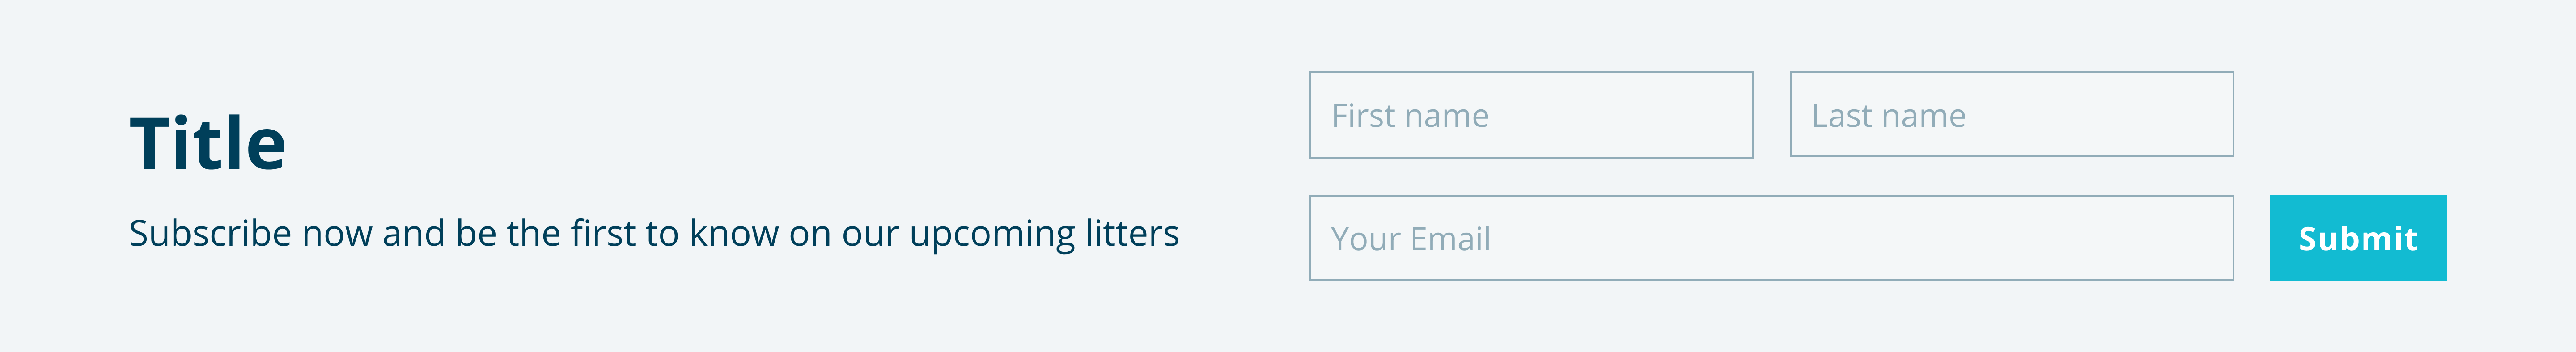 Title
Subscribe now and be the first to know on our upcoming litters
First name
Last name
Your Email
Submit